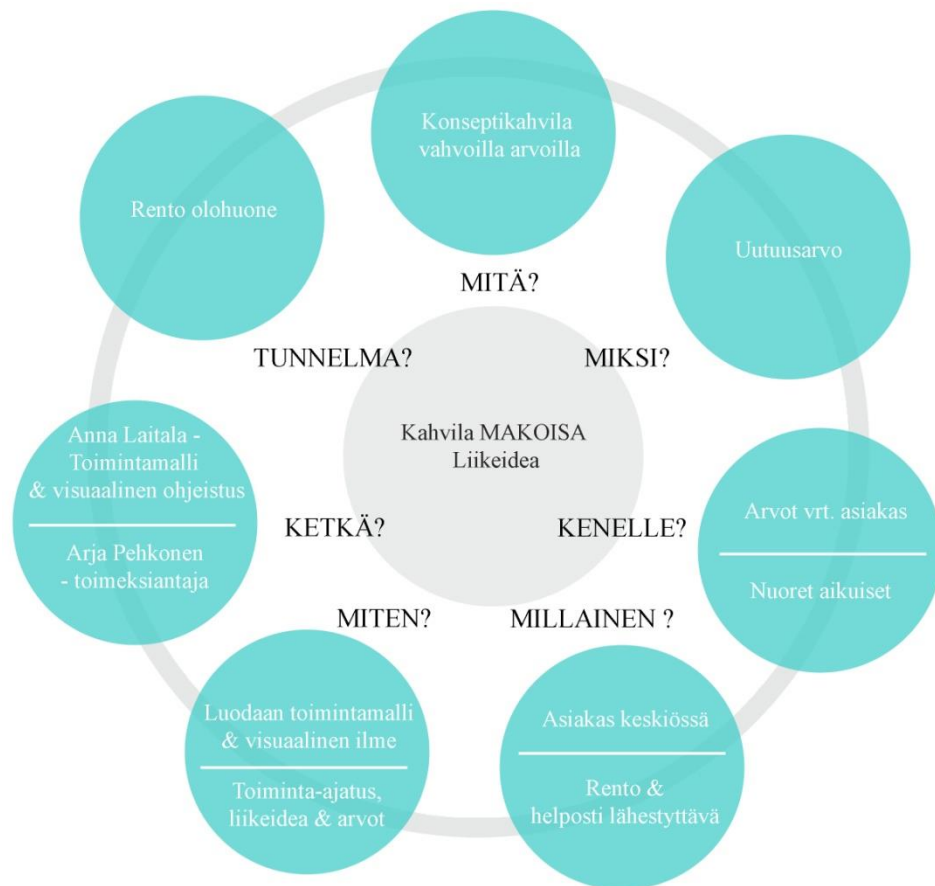 Konseptikahvila
vahvoilla arvoilla
MITÄ?
Uutuusarvo
MIKSI?
Arvot vrt. asiakas
Nuoret aikuiset
KENELLE?
Asiakas keskiössä
Rento &
helposti lähestyttävä
MILLAINEN ?
Luodaan toimintamalli
& visuaalinen ilme
Toiminta-ajatus,
liikeidea & arvot
MITEN?
Anna Laitala -
Toimintamalli
& visuaalinen ohjeistus
Arja Pehkonen
- toimeksiantaja
KETKÄ?
Rento olohuone
TUNNELMA?
Kahvila MAKOISA
Liikeidea